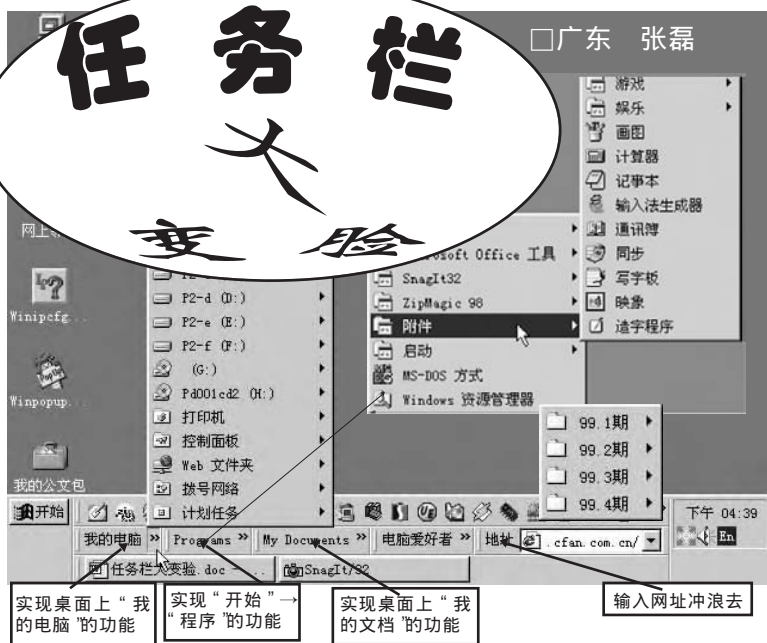 任务栏
大
变脸
□广东 张磊
游戏
娱乐
画图
计算器
记事本
输入法生成器
通讯簿
同步
写字板
映象
造字程序
rosoft Office 工具
SnagIt32
ZipMagic 98
附件
启动
MS-DOS 方式
Windows 资源管理器
P2-d (D:)
P2-e (E:)
P2-f (F:)
(G:)
Pd001cd2 (H:)
打印机
控制面板
Web 文件夹
拨号网络
计划任务
99.1期
99.2期
99.3期
99.4期
网上
Winipcfg...
Winpopup...
我的公文包
开始
下午 04:39
我的电脑 » Programs » My Documents » 电脑爱好者 » 地址 .cfan.com.cn/
En
任务栏大变脸.doc - ... SnagIt/32
实现桌面上“我的电脑”的功能
实现“开始”→“程序”的功能
实现桌面上“我的文档”的功能
输入网址冲浪去